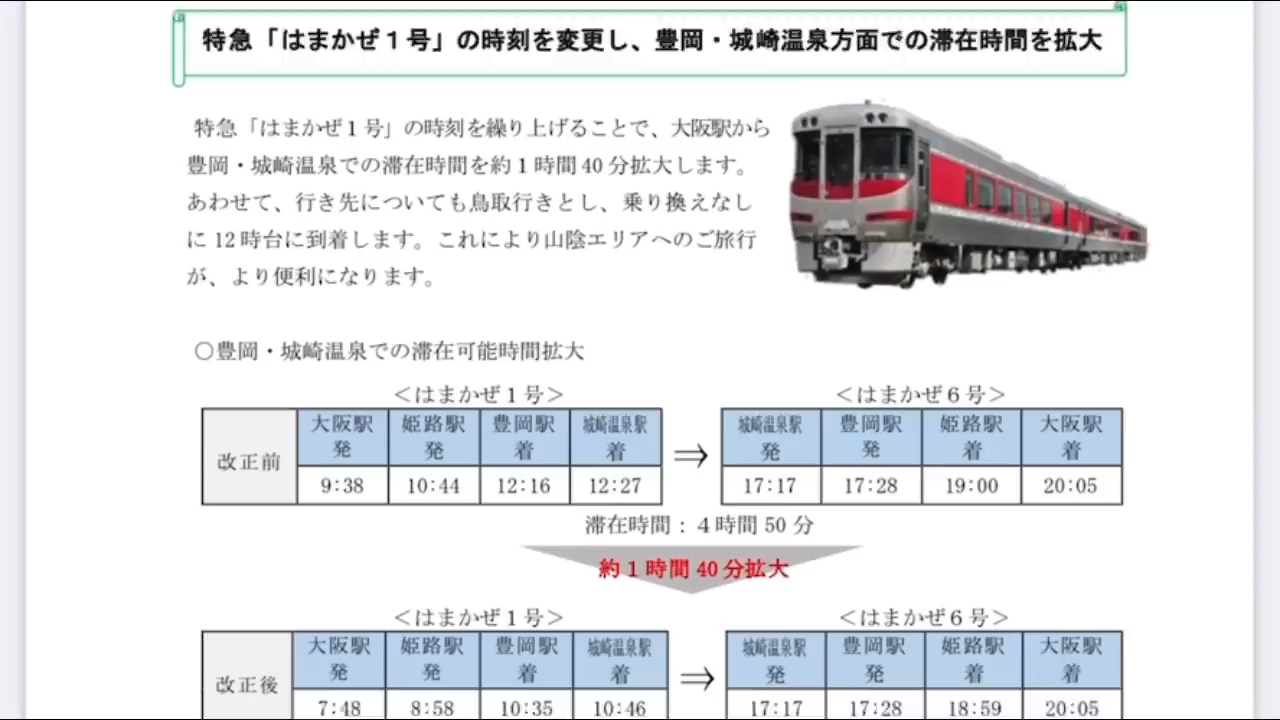 特急「はまかぜ１号」の時刻を変更し、豊岡・城崎温泉方面での滞在時間を拡大
特急「はまかぜ１号」の時刻を繰り上げることで、大阪駅から
豊岡・城崎温泉での滞在時間を約１時間 40 分拡大します。
あわせて、行き先についても鳥取行きとし、乗り換えなし
に 12 時台に到着します。これにより山陰エリアへのご旅行
が、より便利になります。
〇豊岡・城崎温泉での滞在可能時間拡大
＜はまかぜ１号＞ ＜はまかぜ６号＞
改正前 大阪駅発 姫路駅発 豊岡駅着 城崎温泉駅着 ⇒ 城崎温泉駅発 豊岡駅発 姫路駅着 大阪駅着
9:38 10:44 12:16 12:27 17:17 17:28 19:00 20:05
滞在時間：４時間 50 分
約１時間 40 分拡大
＜はまかぜ１号＞ ＜はまかぜ６号＞
改正後 大阪駅発 姫路駅発 豊岡駅着 城崎温泉駅着 ⇒ 城崎温泉駅発 豊岡駅発 姫路駅着 大阪駅着
7:48 8:58 10:35 10:46 17:17 17:28 18:59 20:05